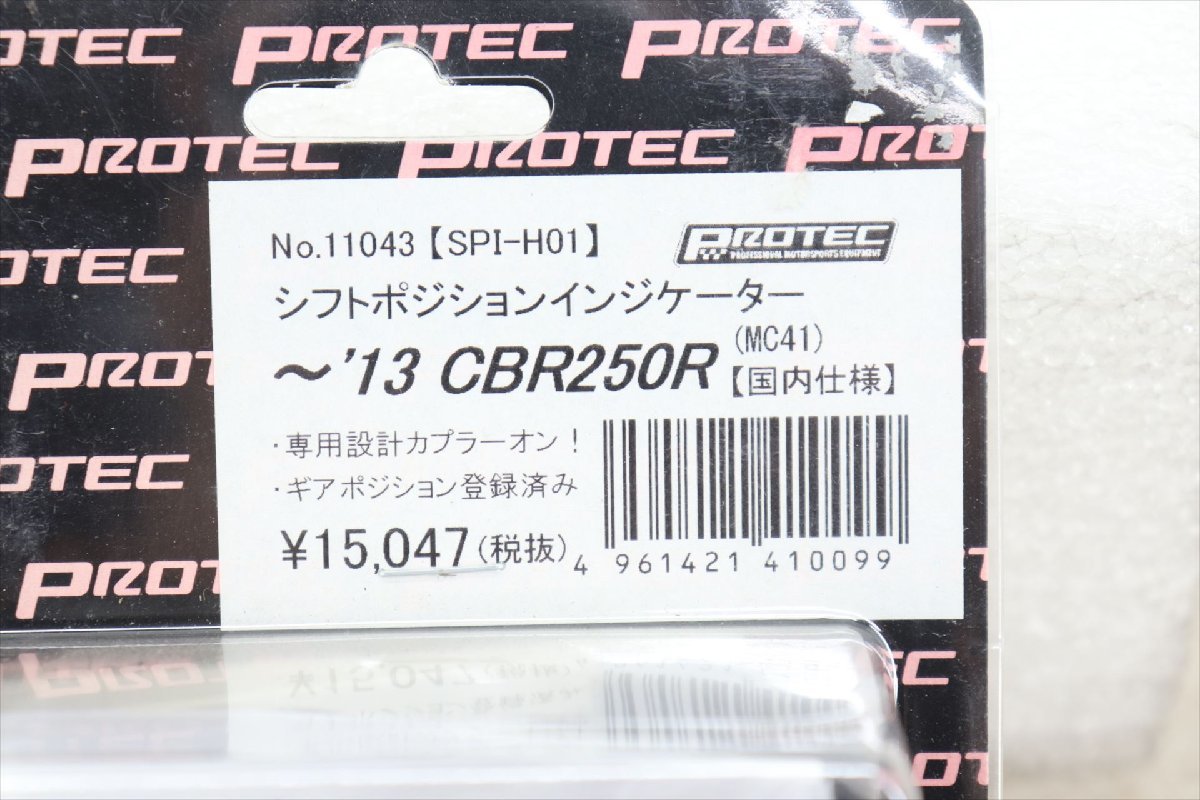 PROTEC PROTEC PROTEC
PROTEC PROTEC PROTEC
No.11043【SPI-H01】
PROTEC
PROFESSIONAL MOTORSPORTS EQUIPMENT
シフトポジションインジケーター
～'13 CBR250R (MC41)
【国内仕様】
・専用設計カプラーオン！
・ギアポジション登録済み
¥15,047(税抜)
4 961421 410099
PROTEC
PROTEC
PROTEC
PROTEC